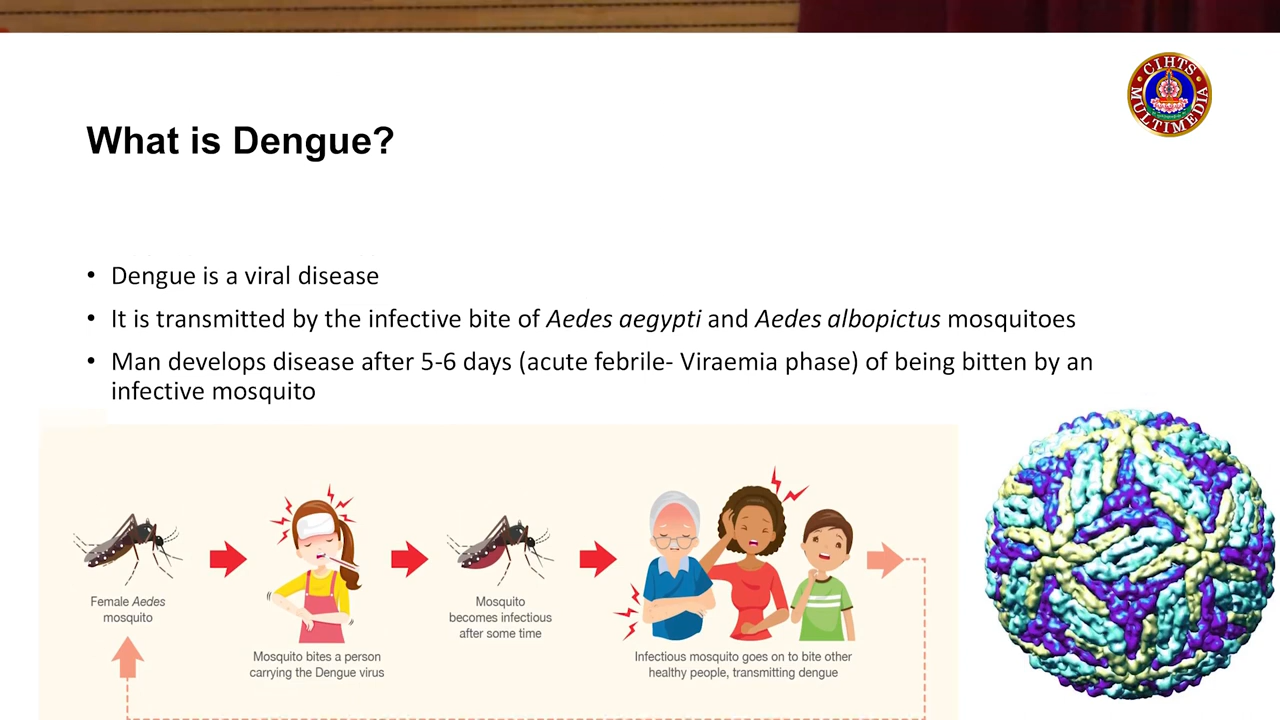 CIHTS
MULTIMEDIA
What is Dengue?
• Dengue is a viral disease
• It is transmitted by the infective bite of Aedes aegypti and Aedes albopictus mosquitoes
• Man develops disease after 5-6 days (acute febrile- Viraemia phase) of being bitten by an
infective mosquito
Female Aedes
mosquito
Mosquito bites a person
carrying the Dengue virus
Mosquito
becomes infectious
after some time
Infectious mosquito goes on to bite other
healthy people, transmitting dengue